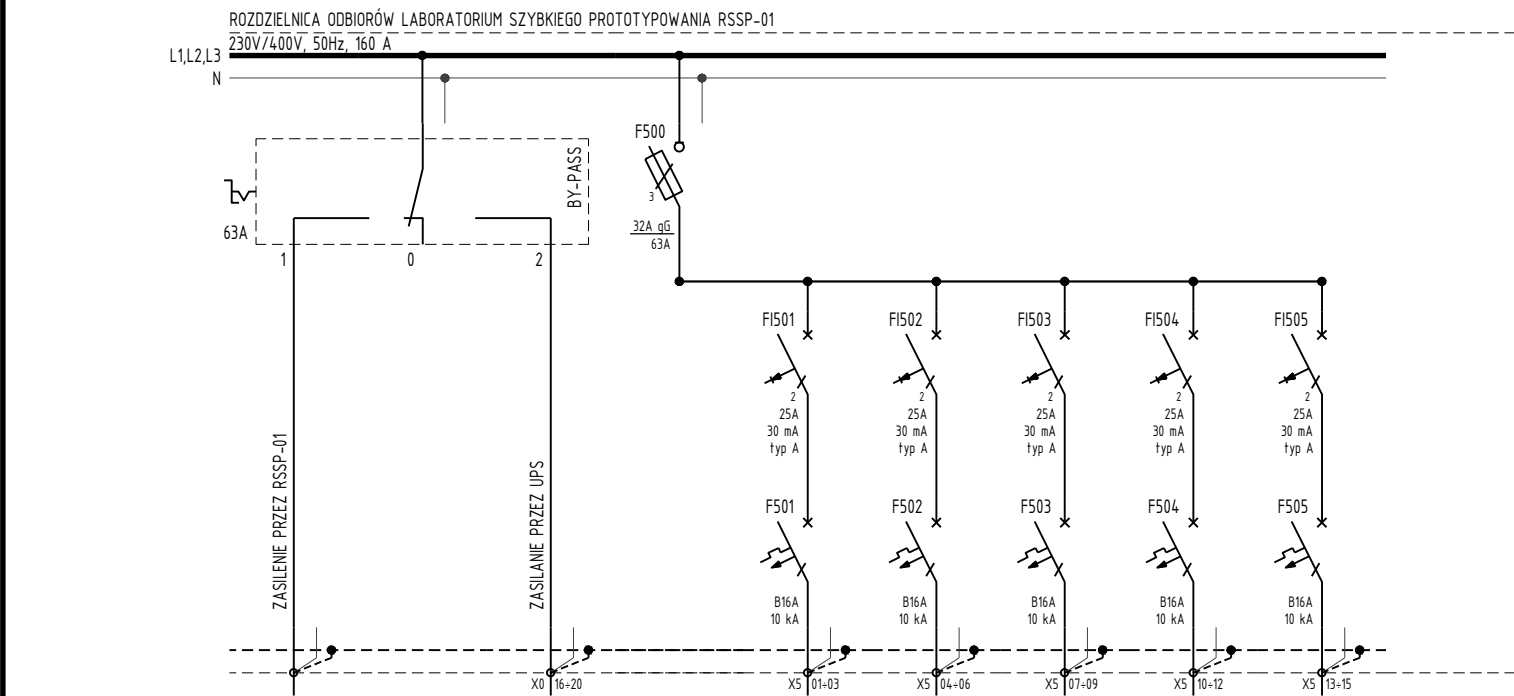 ROZDZIELNICA ODBIORÓW LABORATORIUM SZYBKIEGO PROTOTYPOWANIA RSSP-01
230V/400V, 50Hz, 160 A
L1,L2,L3
N
BY-PASS
63A
1
0
2
ZASILENIE PRZEZ RSSP-01
ZASILANIE PRZEZ UPS
F500
3
32A gG
63A
FI501
2
25A
30 mA
typ A
FI502
2
25A
30 mA
typ A
FI503
2
25A
30 mA
typ A
FI504
2
25A
30 mA
typ A
FI505
2
25A
30 mA
typ A
F501
B16A
10 kA
F502
B16A
10 kA
F503
B16A
10 kA
F504
B16A
10 kA
F505
B16A
10 kA
X0 16÷20
X5 01÷03
X5 04÷06
X5 07÷09
X5 10÷12
X5 13÷15